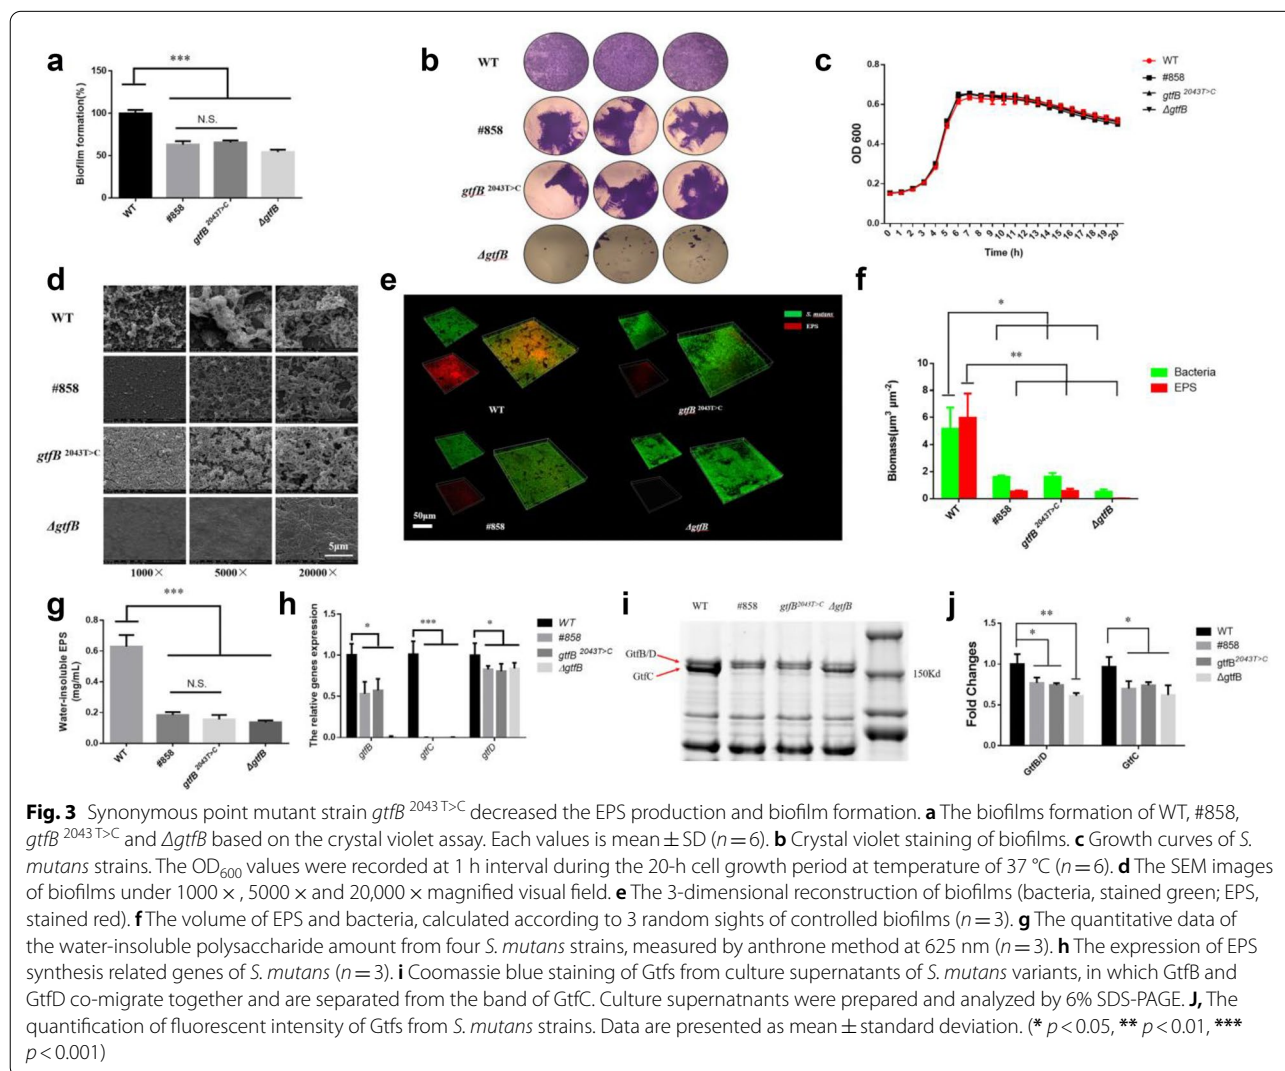 a
***
N.S.
Biofilm formation(%)
150
100
50
0
WT
#858
gtfB 2043T>C
ΔgtfB
b
WT
#858
gtfB 2043T>C
ΔgtfB
c
WT
#858
gtfB 2043T>C
ΔgtfB
OD 600
0.8
0.6
0.4
0.2
0.0
0 1 2 3 4 5 6 7 8 9 10 11 12 13 14 15 16 17 18 19 20
Time (h)
d
WT
#858
gtfB 2043T>C
ΔgtfB
5μm
1000× 5000× 20000×
e
S. mutans
EPS
WT
gtfB 2043T>C
50μm
#858
ΔgtfB
f
*
**
Bacteria
EPS
Biomass(μm³ μm⁻²)
10
8
6
4
2
0
WT
#858
gtfB 2043T>C
ΔgtfB
g
***
N.S.
Water-insoluble EPS
(mg/mL)
1.0
0.8
0.6
0.4
0.2
0.0
WT
#858
gtfB 2043T>C
ΔgtfB
h
The relative genes expression
1.5
1.0
0.5
0.0
* *** *
gtfB gtfC gtfD
WT
#858
gtfB2043T>C
ΔgtfB
i
WT #858 gtfB2043T>C ΔgtfB
GtfB/D
GtfC
150Kd
j
Fold Changes
1.5
1.0
0.5
0.0
**
* *
GtfB/D GtfC
WT
#858
gtfB2043T>C
ΔgtfB
Fig. 3 Synonymous point mutant strain gtfB 2043 T>C decreased the EPS production and biofilm formation. a The biofilms formation of WT, #858,
gtfB 2043 T>C and ΔgtfB based on the crystal violet assay. Each values is mean ± SD (n = 6). b Crystal violet staining of biofilms. c Growth curves of S.
mutans strains. The OD600 values were recorded at 1 h interval during the 20-h cell growth period at temperature of 37 °C (n = 6). d The SEM images
of biofilms under 1000 ×, 5000 × and 20,000 × magnified visual field. e The 3-dimensional reconstruction of biofilms (bacteria, stained green; EPS,
stained red). f The volume of EPS and bacteria, calculated according to 3 random sights of controlled biofilms (n = 3). g The quantitative data of
the water-insoluble polysaccharide amount from four S. mutans strains, measured by anthrone method at 625 nm (n = 3). h The expression of EPS
synthesis related genes of S. mutans (n = 3). i Coomassie blue staining of Gtfs from culture supernatants of S. mutans variants, in which GtfB and
GtfD co-migrate together and are separated from the band of GtfC. Culture supernatnants were prepared and analyzed by 6% SDS-PAGE. J, The
quantification of fluorescent intensity of Gtfs from S. mutans strains. Data are presented as mean ± standard deviation. (* p < 0.05, ** p < 0.01, ***
p < 0.001)